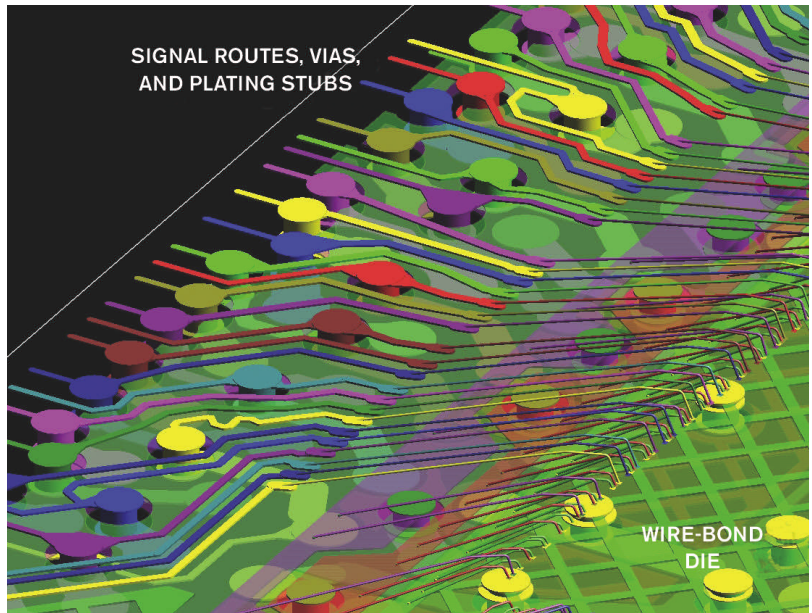 SIGNAL ROUTES, VIAS,
AND PLATING STUBS
WIRE-BOND
DIE